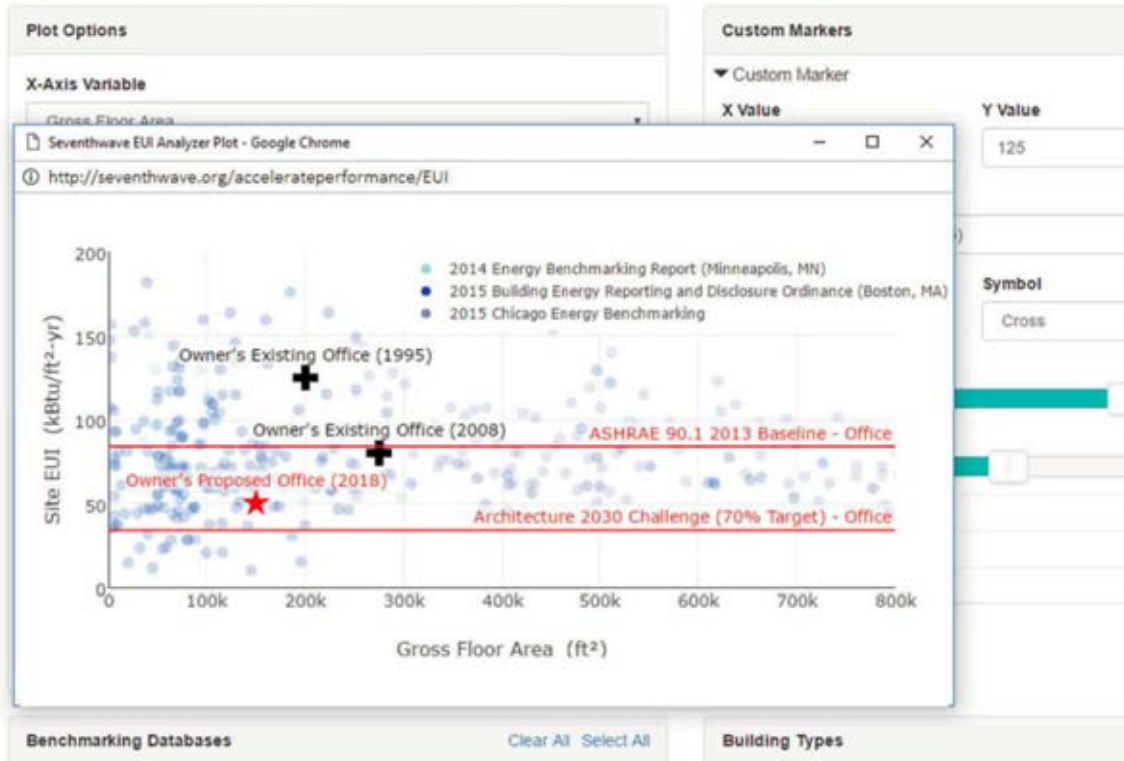 Plot Options
Custom Markers
X-Axis Variable
Custom Marker
Gross Floor Area
X Value
Y Value
125
Seventhwave EUI Analyzer Plot - Google Chrome
http://seventhwave.org/accelerateperformance/EUI
Symbol
Cross
Site EUI (kBtu/ft²-yr)
200
150
100
50
0
2014 Energy Benchmarking Report (Minneapolis, MN)
2015 Building Energy Reporting and Disclosure Ordinance (Boston, MA)
2015 Chicago Energy Benchmarking
Owner's Existing Office (1995)
Owner's Existing Office (2008)
ASHRAE 90.1 2013 Baseline - Office
Owner's Proposed Office (2018)
Architecture 2030 Challenge (70% Target) - Office
0 100k 200k 300k 400k 500k 600k 700k 800k
Gross Floor Area (ft²)
Benchmarking Databases
Clear All Select All
Building Types